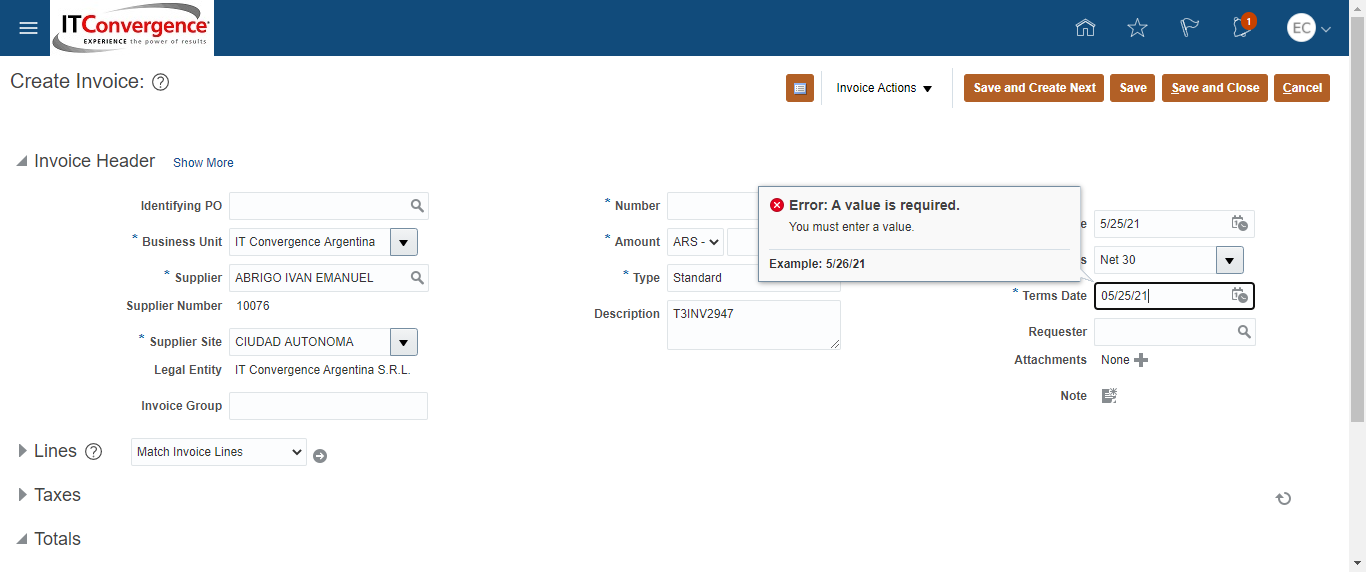 ITConvergence
EXPERIENCE the power of results
1
EC
Create Invoice: ?
Invoice Actions
Save and Create Next
Save
Save and Close
Cancel
Invoice Header
Show More
Identifying PO
* Business Unit IT Convergence Argentina
* Supplier ABRIGO IVAN EMANUEL
Supplier Number 10076
* Supplier Site CIUDAD AUTONOMA
Legal Entity IT Convergence Argentina S.R.L.
Invoice Group
* Number
* Amount ARS -
* Type Standard
Description T3INV2947
Error: A value is required.
You must enter a value.
Example: 5/26/21
5/25/21
Net 30
* Terms Date 05/25/21
Requester
Attachments None
Note
Lines ?
Match Invoice Lines
Taxes
Totals